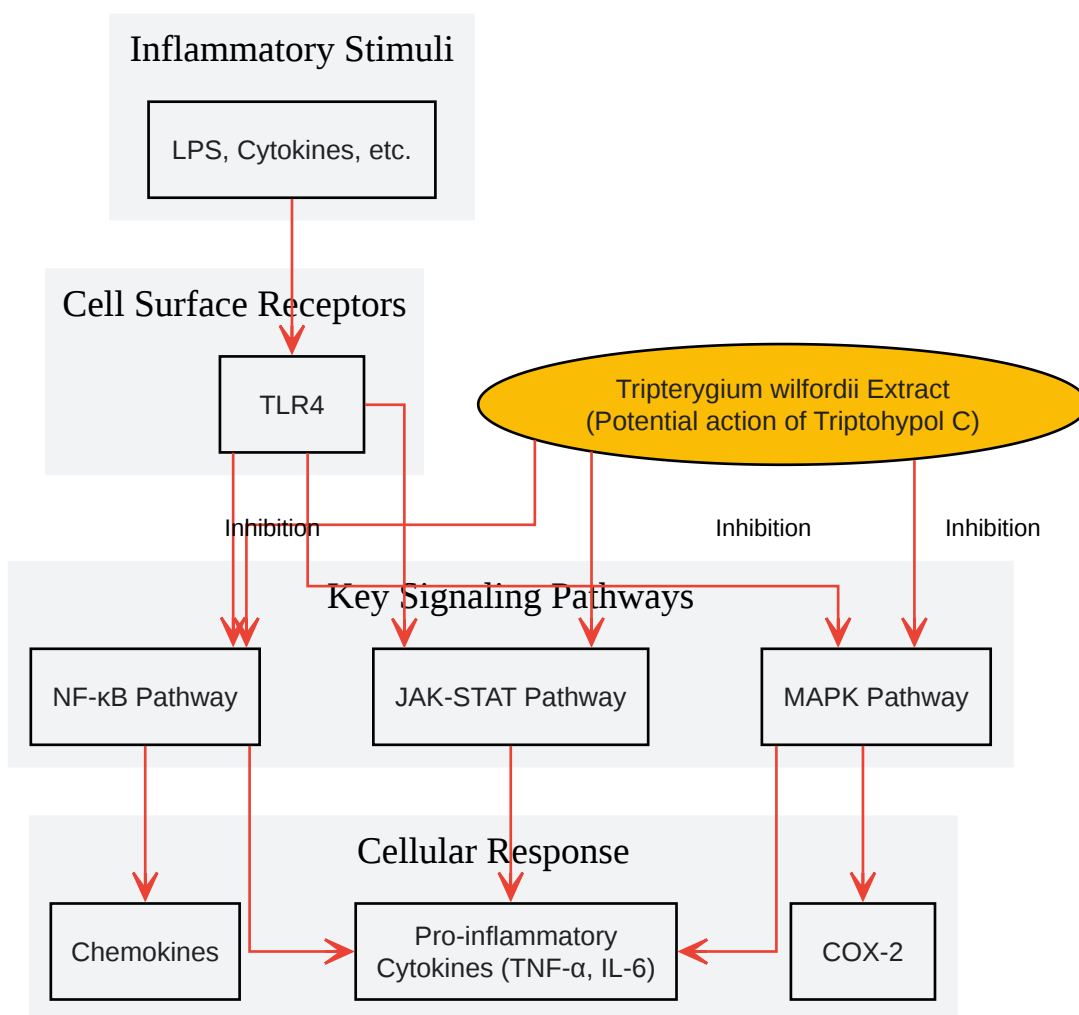 Inflammatory Stimuli
LPS, Cytokines, etc.
Cell Surface Receptors
TLR4
Tripterygium wilfordii Extract
(Potential action of Triptohypol C)
Inhibition
Inhibition
Inhibition
Key Signaling Pathways
NF-κB Pathway
JAK-STAT Pathway
MAPK Pathway
Cellular Response
Chemokines
Pro-inflammatory
Cytokines (TNF-α, IL-6)
COX-2